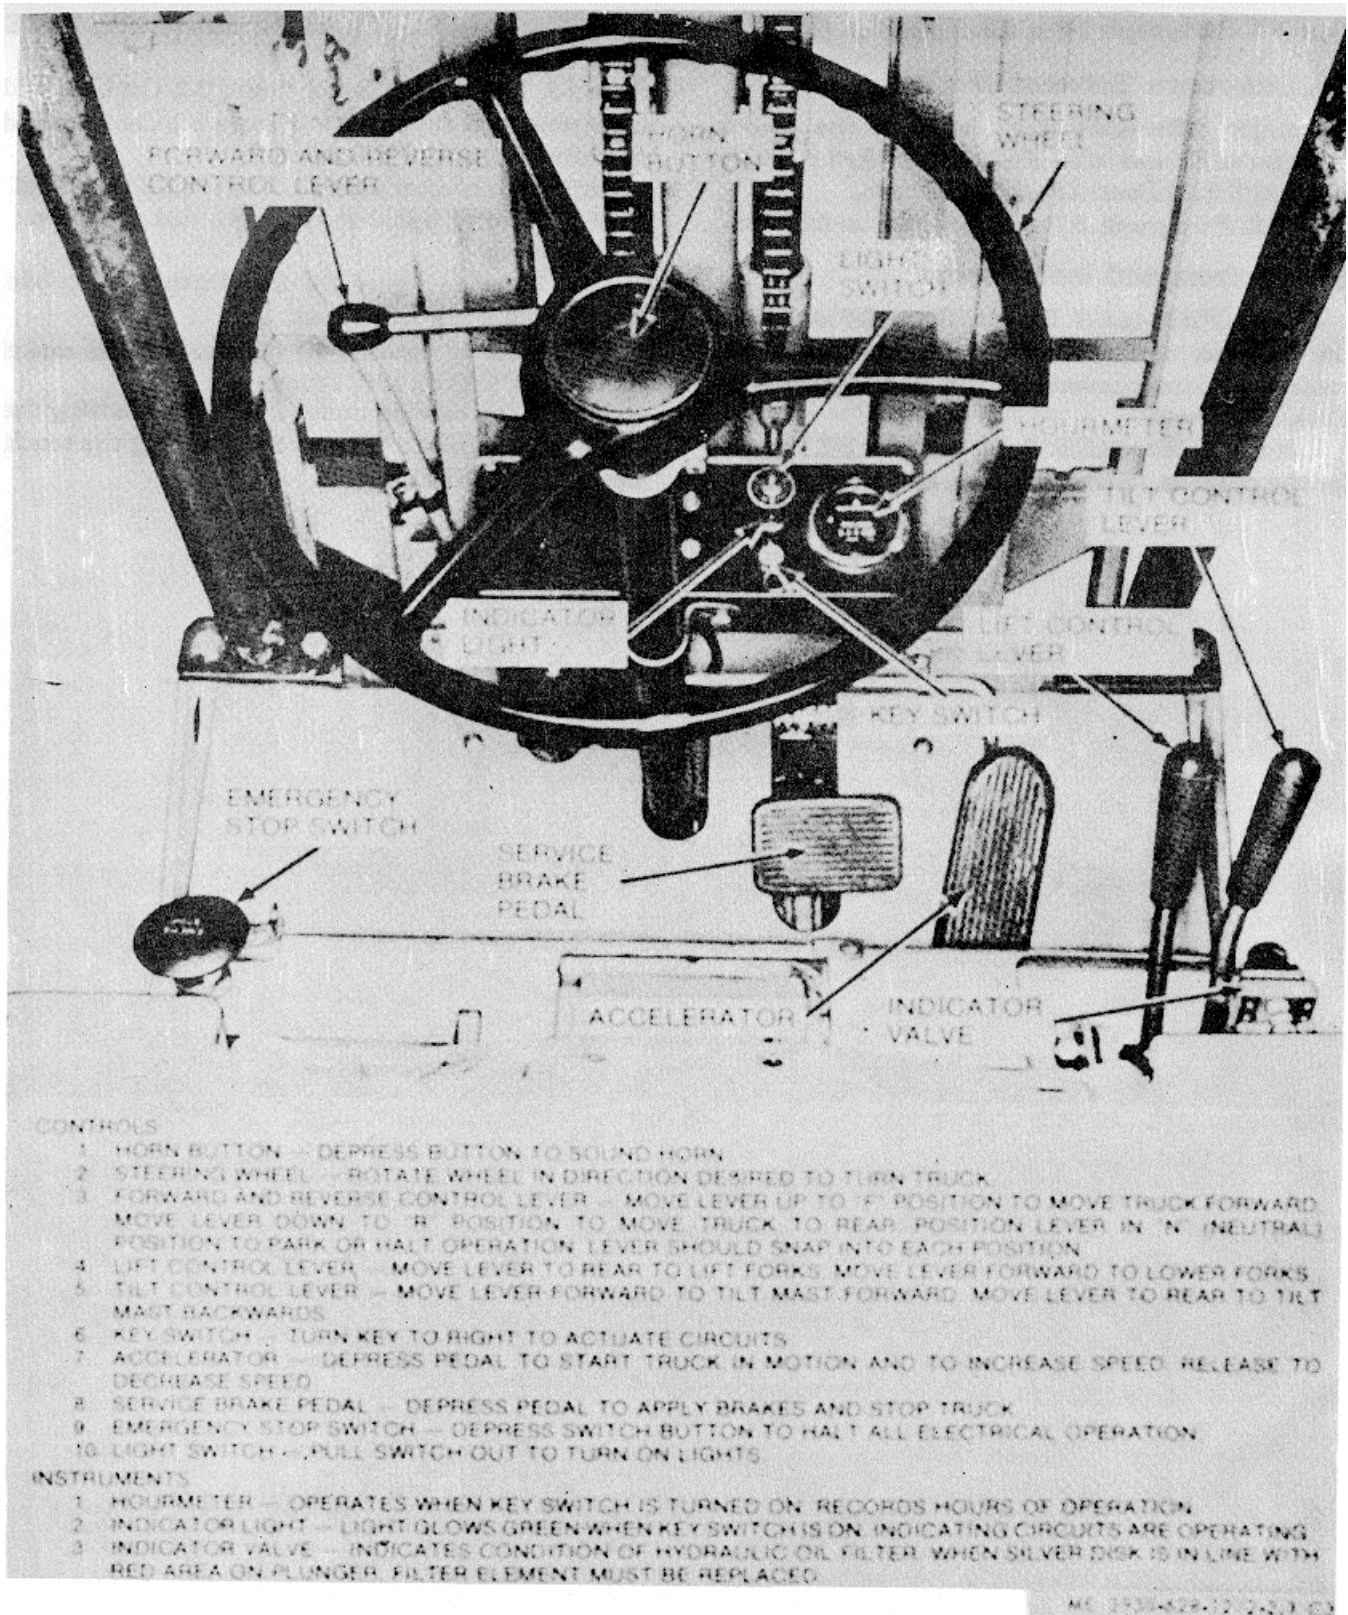 STEERING
WHEEL
HORN
BUTTON
FORWARD AND REVERSE
CONTROL LEVER
LIGHT
SWITCH
HOURMETER
TILT CONTROL
LEVER
INDICATOR
LIGHT
LIFT CONTROL
LEVER
KEY SWITCH
EMERGENCY
STOP SWITCH
SERVICE
BRAKE
PEDAL
ACCELERATOR
INDICATOR
VALVE
CONTROLS
1 HORN BUTTON — DEPRESS BUTTON TO SOUND HORN
2 STEERING WHEEL — ROTATE WHEEL IN DIRECTION DESIRED TO TURN TRUCK
3 FORWARD AND REVERSE CONTROL LEVER — MOVE LEVER UP TO "F" POSITION TO MOVE TRUCK FORWARD
MOVE LEVER DOWN TO "R" POSITION TO MOVE TRUCK TO REAR. POSITION LEVER IN "N" (NEUTRAL)
POSITION TO PARK OR HALT OPERATION. LEVER SHOULD SNAP INTO EACH POSITION
4 LIFT CONTROL LEVER — MOVE LEVER TO REAR TO LIFT FORKS. MOVE LEVER FORWARD TO LOWER FORKS
5. TILT CONTROL LEVER — MOVE LEVER FORWARD TO TILT MAST FORWARD. MOVE LEVER TO REAR TO TILT
MAST BACKWARDS
6. KEY SWITCH — TURN KEY TO RIGHT TO ACTUATE CIRCUITS
7. ACCELERATOR — DEPRESS PEDAL TO START TRUCK IN MOTION AND TO INCREASE SPEED. RELEASE TO
DECREASE SPEED
8 SERVICE BRAKE PEDAL — DEPRESS PEDAL TO APPLY BRAKES AND STOP TRUCK
9 EMERGENCY STOP SWITCH — DEPRESS SWITCH BUTTON TO HALT ALL ELECTRICAL OPERATION
10. LIGHT SWITCH — PULL SWITCH OUT TO TURN ON LIGHTS
INSTRUMENTS
1. HOURMETER — OPERATES WHEN KEY SWITCH IS TURNED ON. RECORDS HOURS OF OPERATION
2. INDICATOR LIGHT — LIGHT GLOWS GREEN WHEN KEY SWITCH IS ON, INDICATING CIRCUITS ARE OPERATING
3 INDICATOR VALVE — INDICATES CONDITION OF HYDRAULIC OIL FILTER. WHEN SILVER DISK IS IN LINE WITH
RED AREA ON PLUNGER, FILTER ELEMENT MUST BE REPLACED